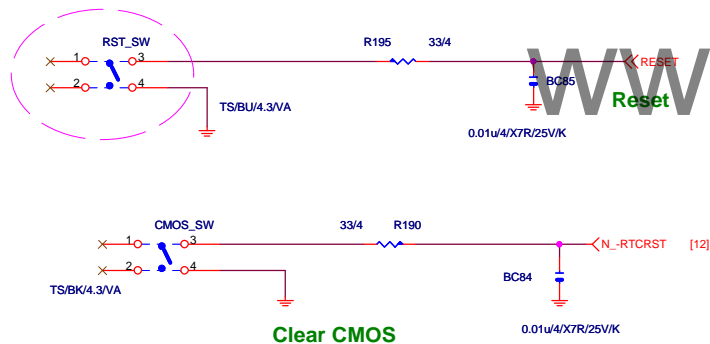 RST_SW
R195 33/4
1 3
2 4
RESET
WW
BC85
Reset
TS/BU/4.3/VA
0.01u/4/X7R/25V/K
CMOS_SW
33/4 R190
1 3
N_-RTCRST [12]
2 4
BC84
TS/BK/4.3/VA
0.01u/4/X7R/25V/K
Clear CMOS